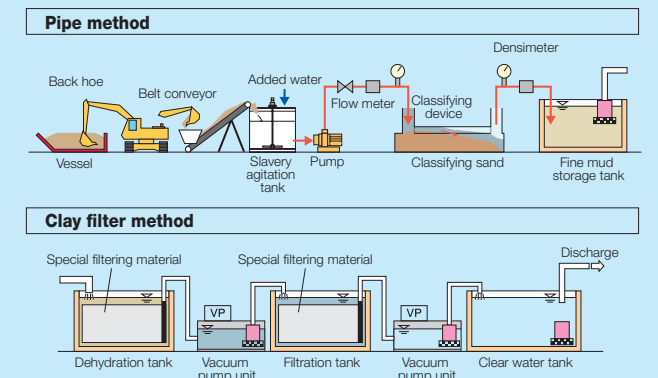 Pipe method
Densimeter
Back hoe
Belt conveyor
Added water
Flow meter
Classifying
device
Vessel
Slavery
agitation
tank
Pump
Classifying sand
Fine mud
storage tank
Clay filter method
Special filtering material
Special filtering material
Discharge
VP
VP
Dehydration tank
Vacuum
pump unit
Filtration tank
Vacuum
pump unit
Clear water tank